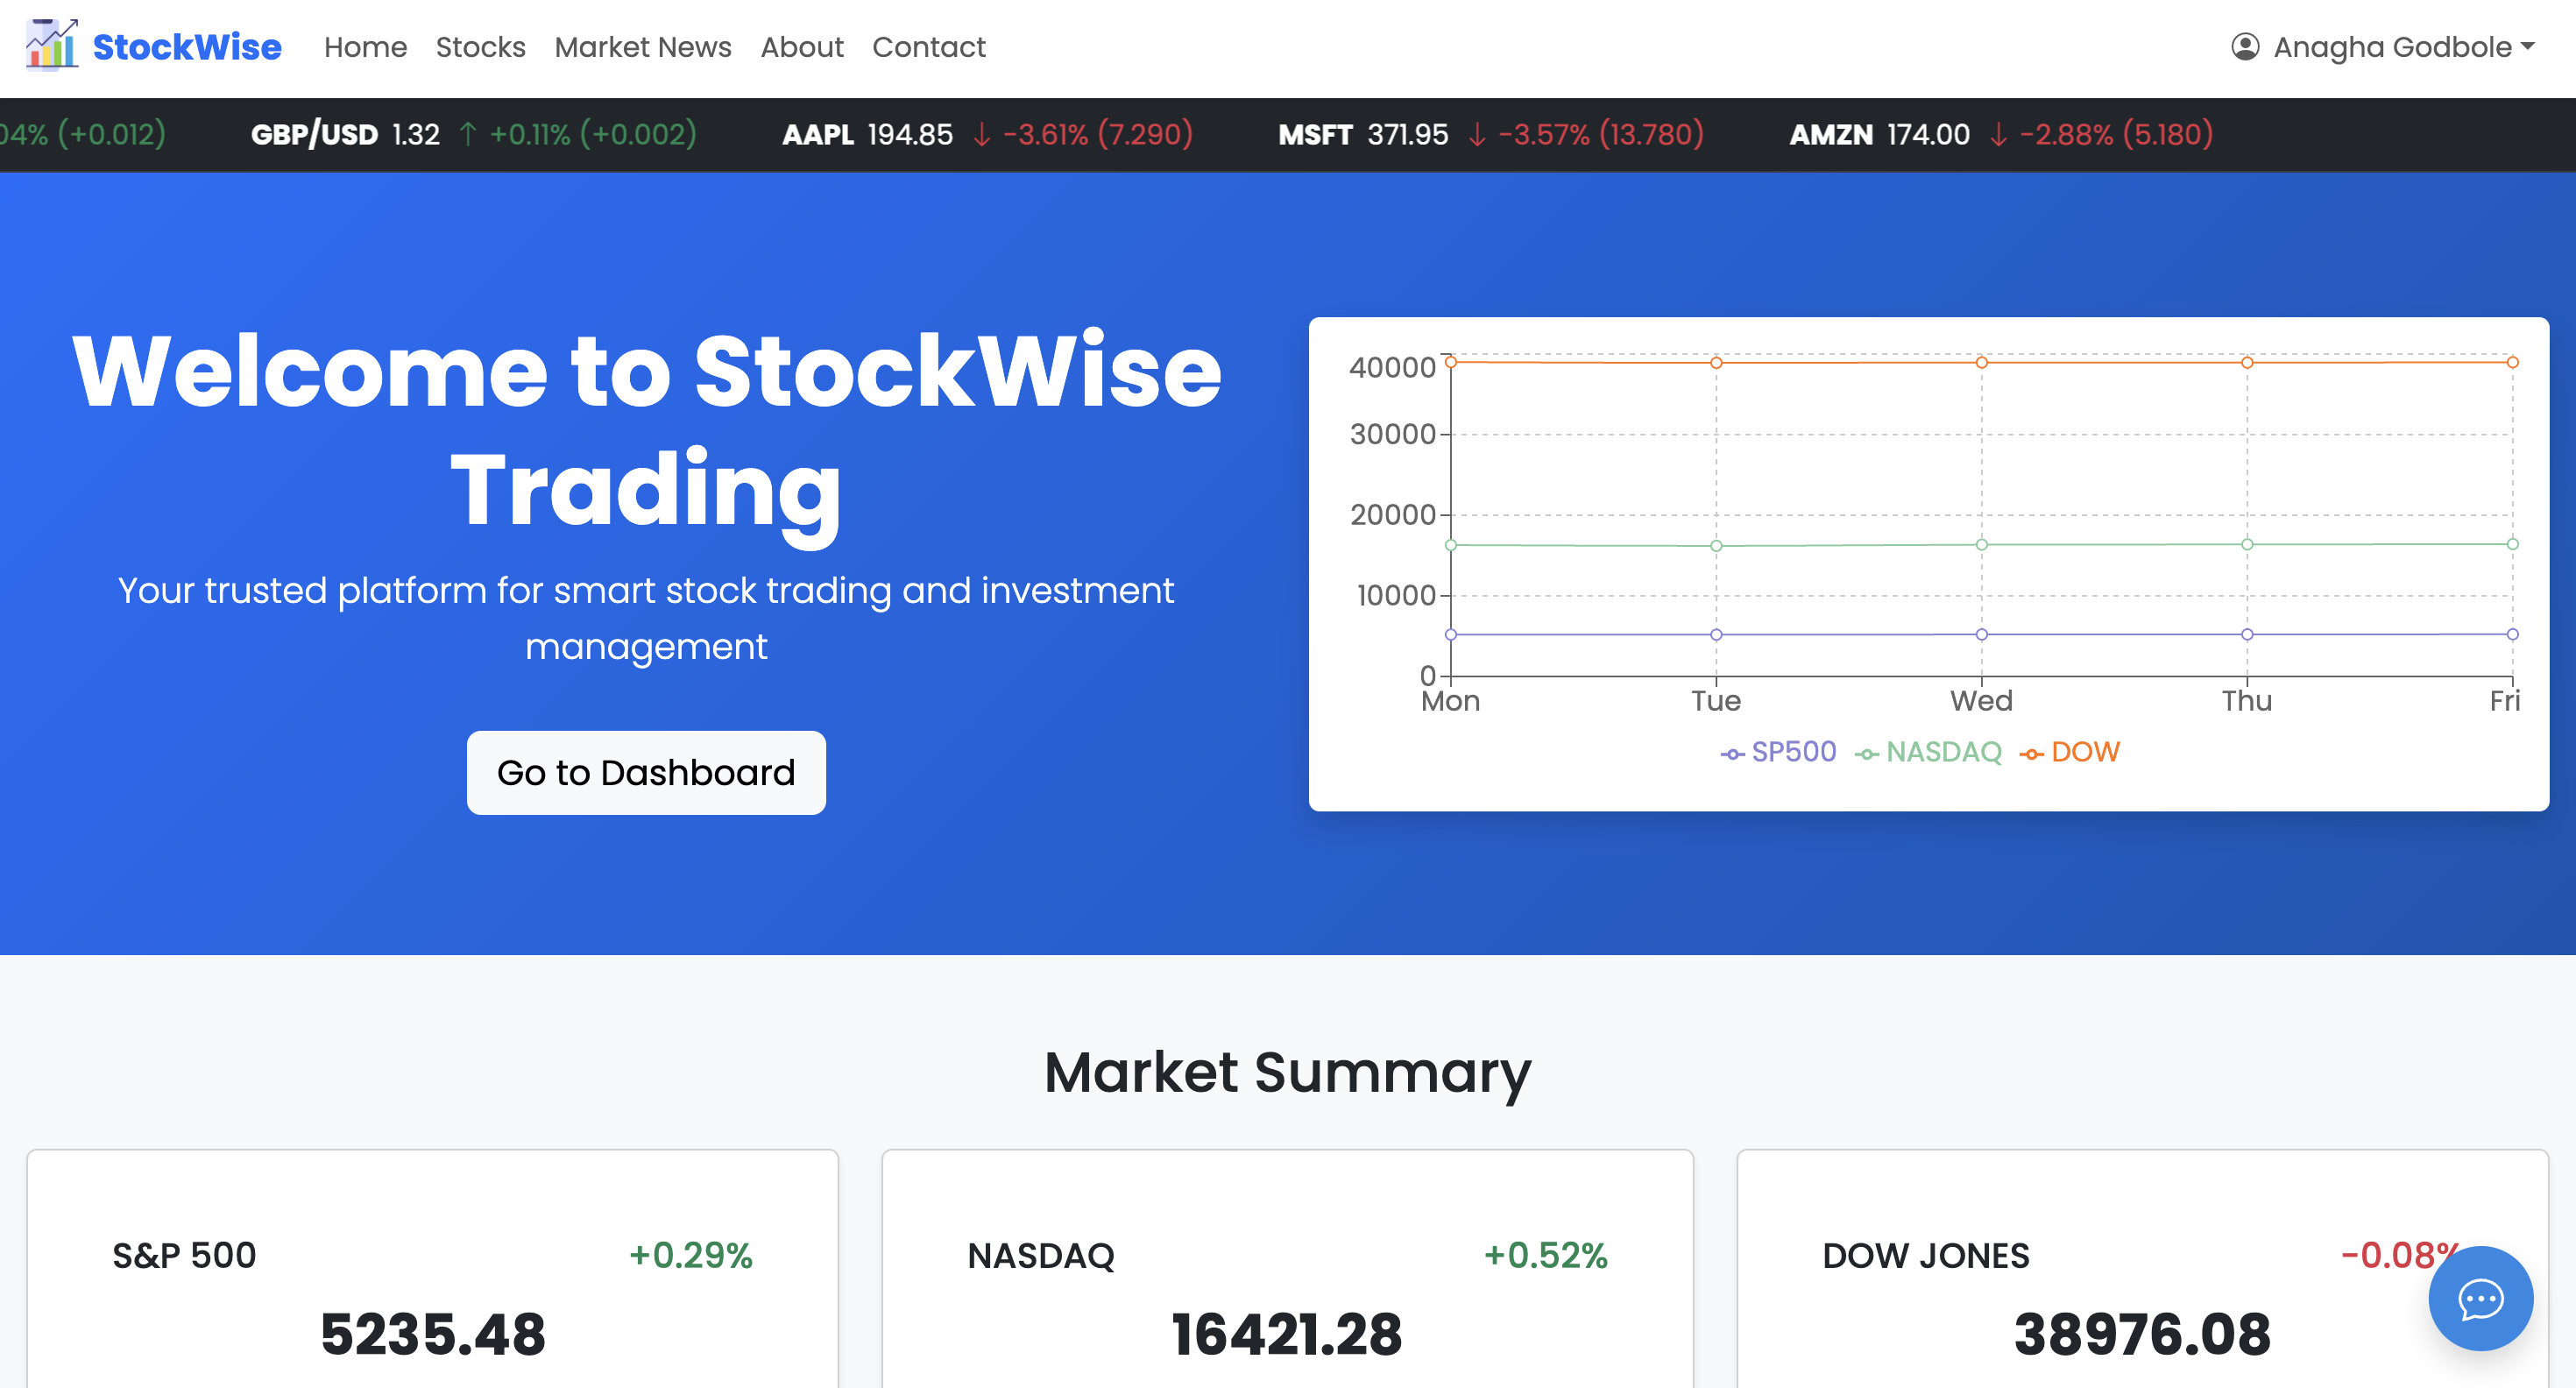 StockWise Home Stocks Market News About Contact Anagha Godbole
04% (+0.012) GBP/USD 1.32 ↑ +0.11% (+0.002) AAPL 194.85 ↓ -3.61% (7.290) MSFT 371.95 ↓ -3.57% (13.780) AMZN 174.00 ↓ -2.88% (5.180)
Welcome to StockWise
Trading
Your trusted platform for smart stock trading and investment
management
Go to Dashboard
40000
30000
20000
10000
0
Mon Tue Wed Thu Fri
SP500 NASDAQ DOW
Market Summary
S&P 500 +0.29%
5235.48
NASDAQ +0.52%
16421.28
DOW JONES -0.08%
38976.08